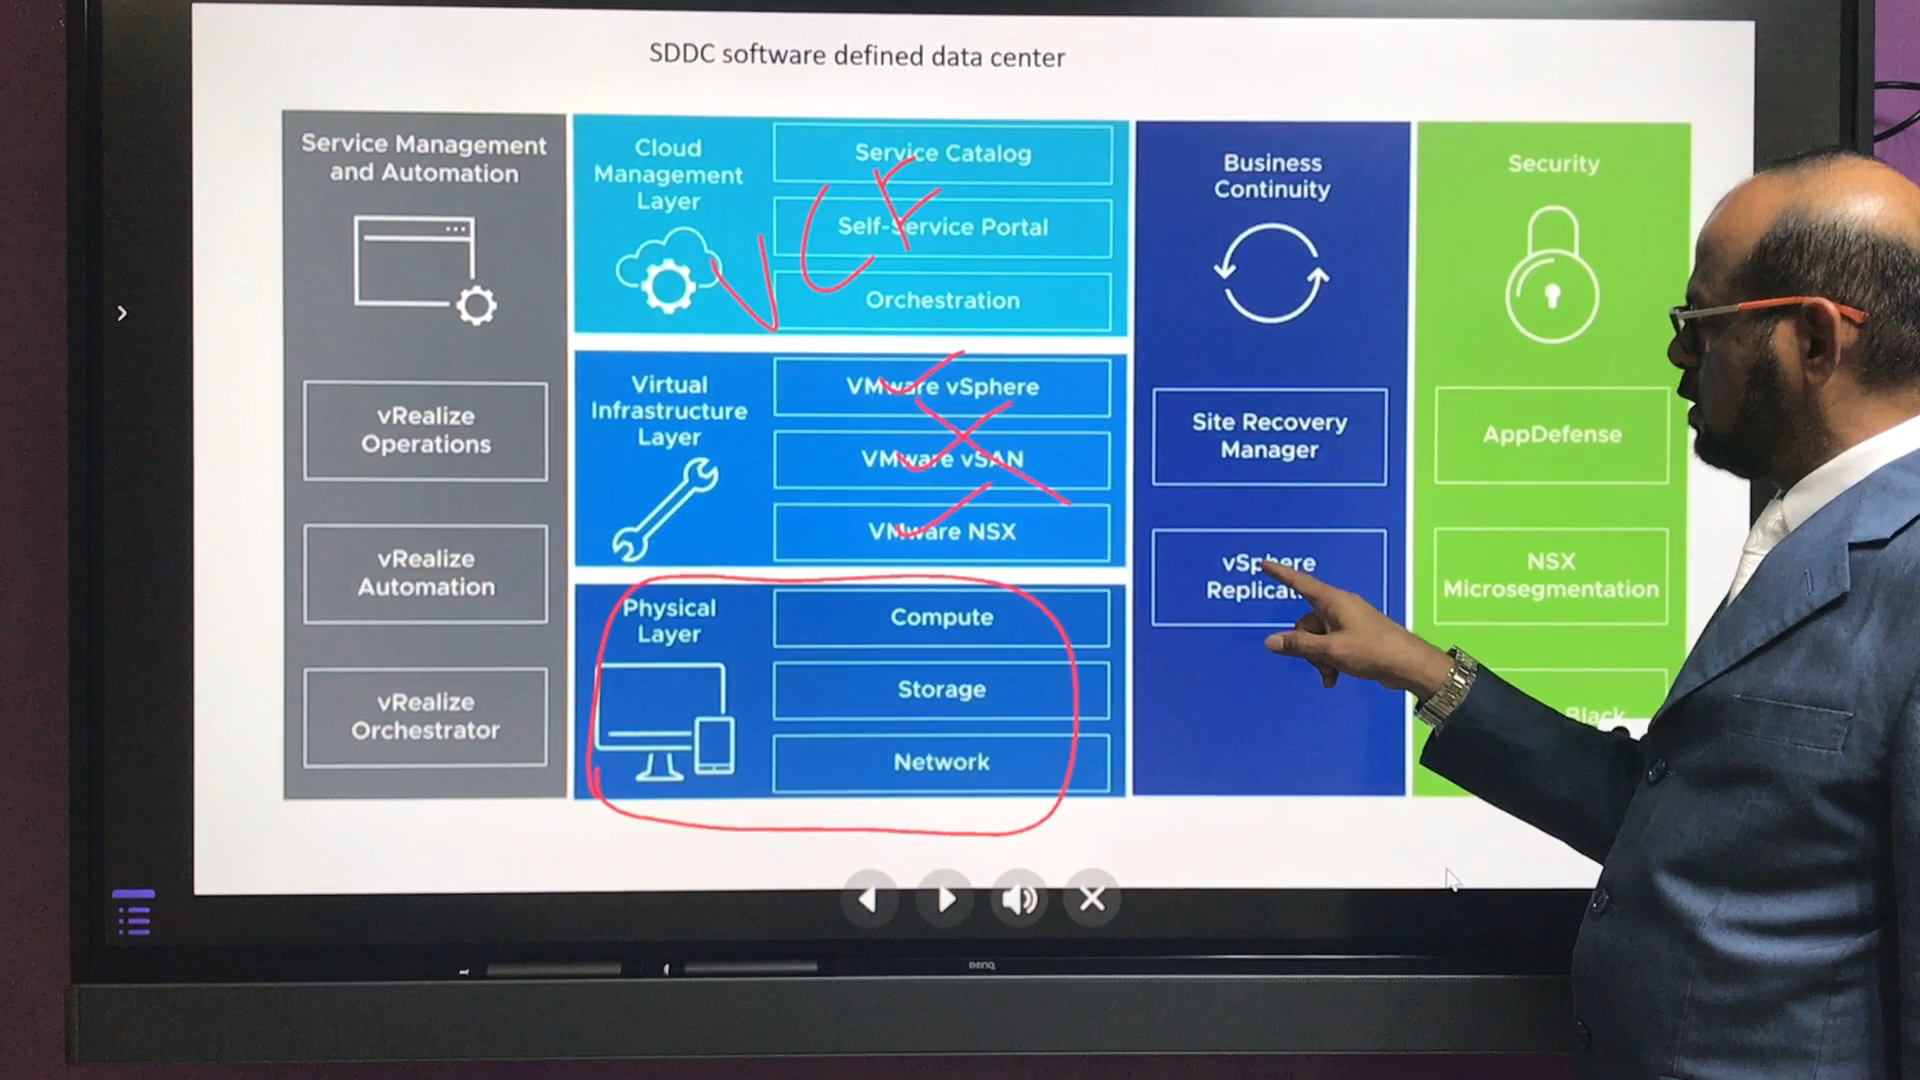 SDDC software defined data center
Service Management
and Automation
vRealize
Operations
vRealize
Automation
vRealize
Orchestrator
Cloud
Management
Layer
Service Catalog
Self-Service Portal
Orchestration
VCF
Virtual
Infrastructure
Layer
VMware vSphere
VMware vSAN
VMware NSX
Physical
Layer
Compute
Storage
Network
Business
Continuity
Site Recovery
Manager
vSphere
Security
AppDefense
NSX
Microsegmentation
Black
BenQ